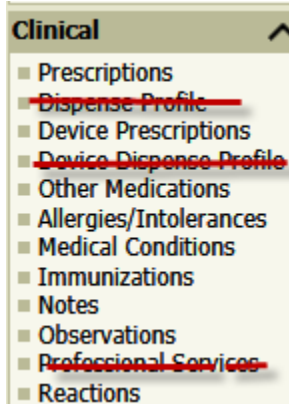 Clinical
Prescriptions
Dispense Profile
Device Prescriptions
Device Dispense Profile
Other Medications
Allergies/Intolerances
Medical Conditions
Immunizations
Notes
Observations
Professional Services
Reactions